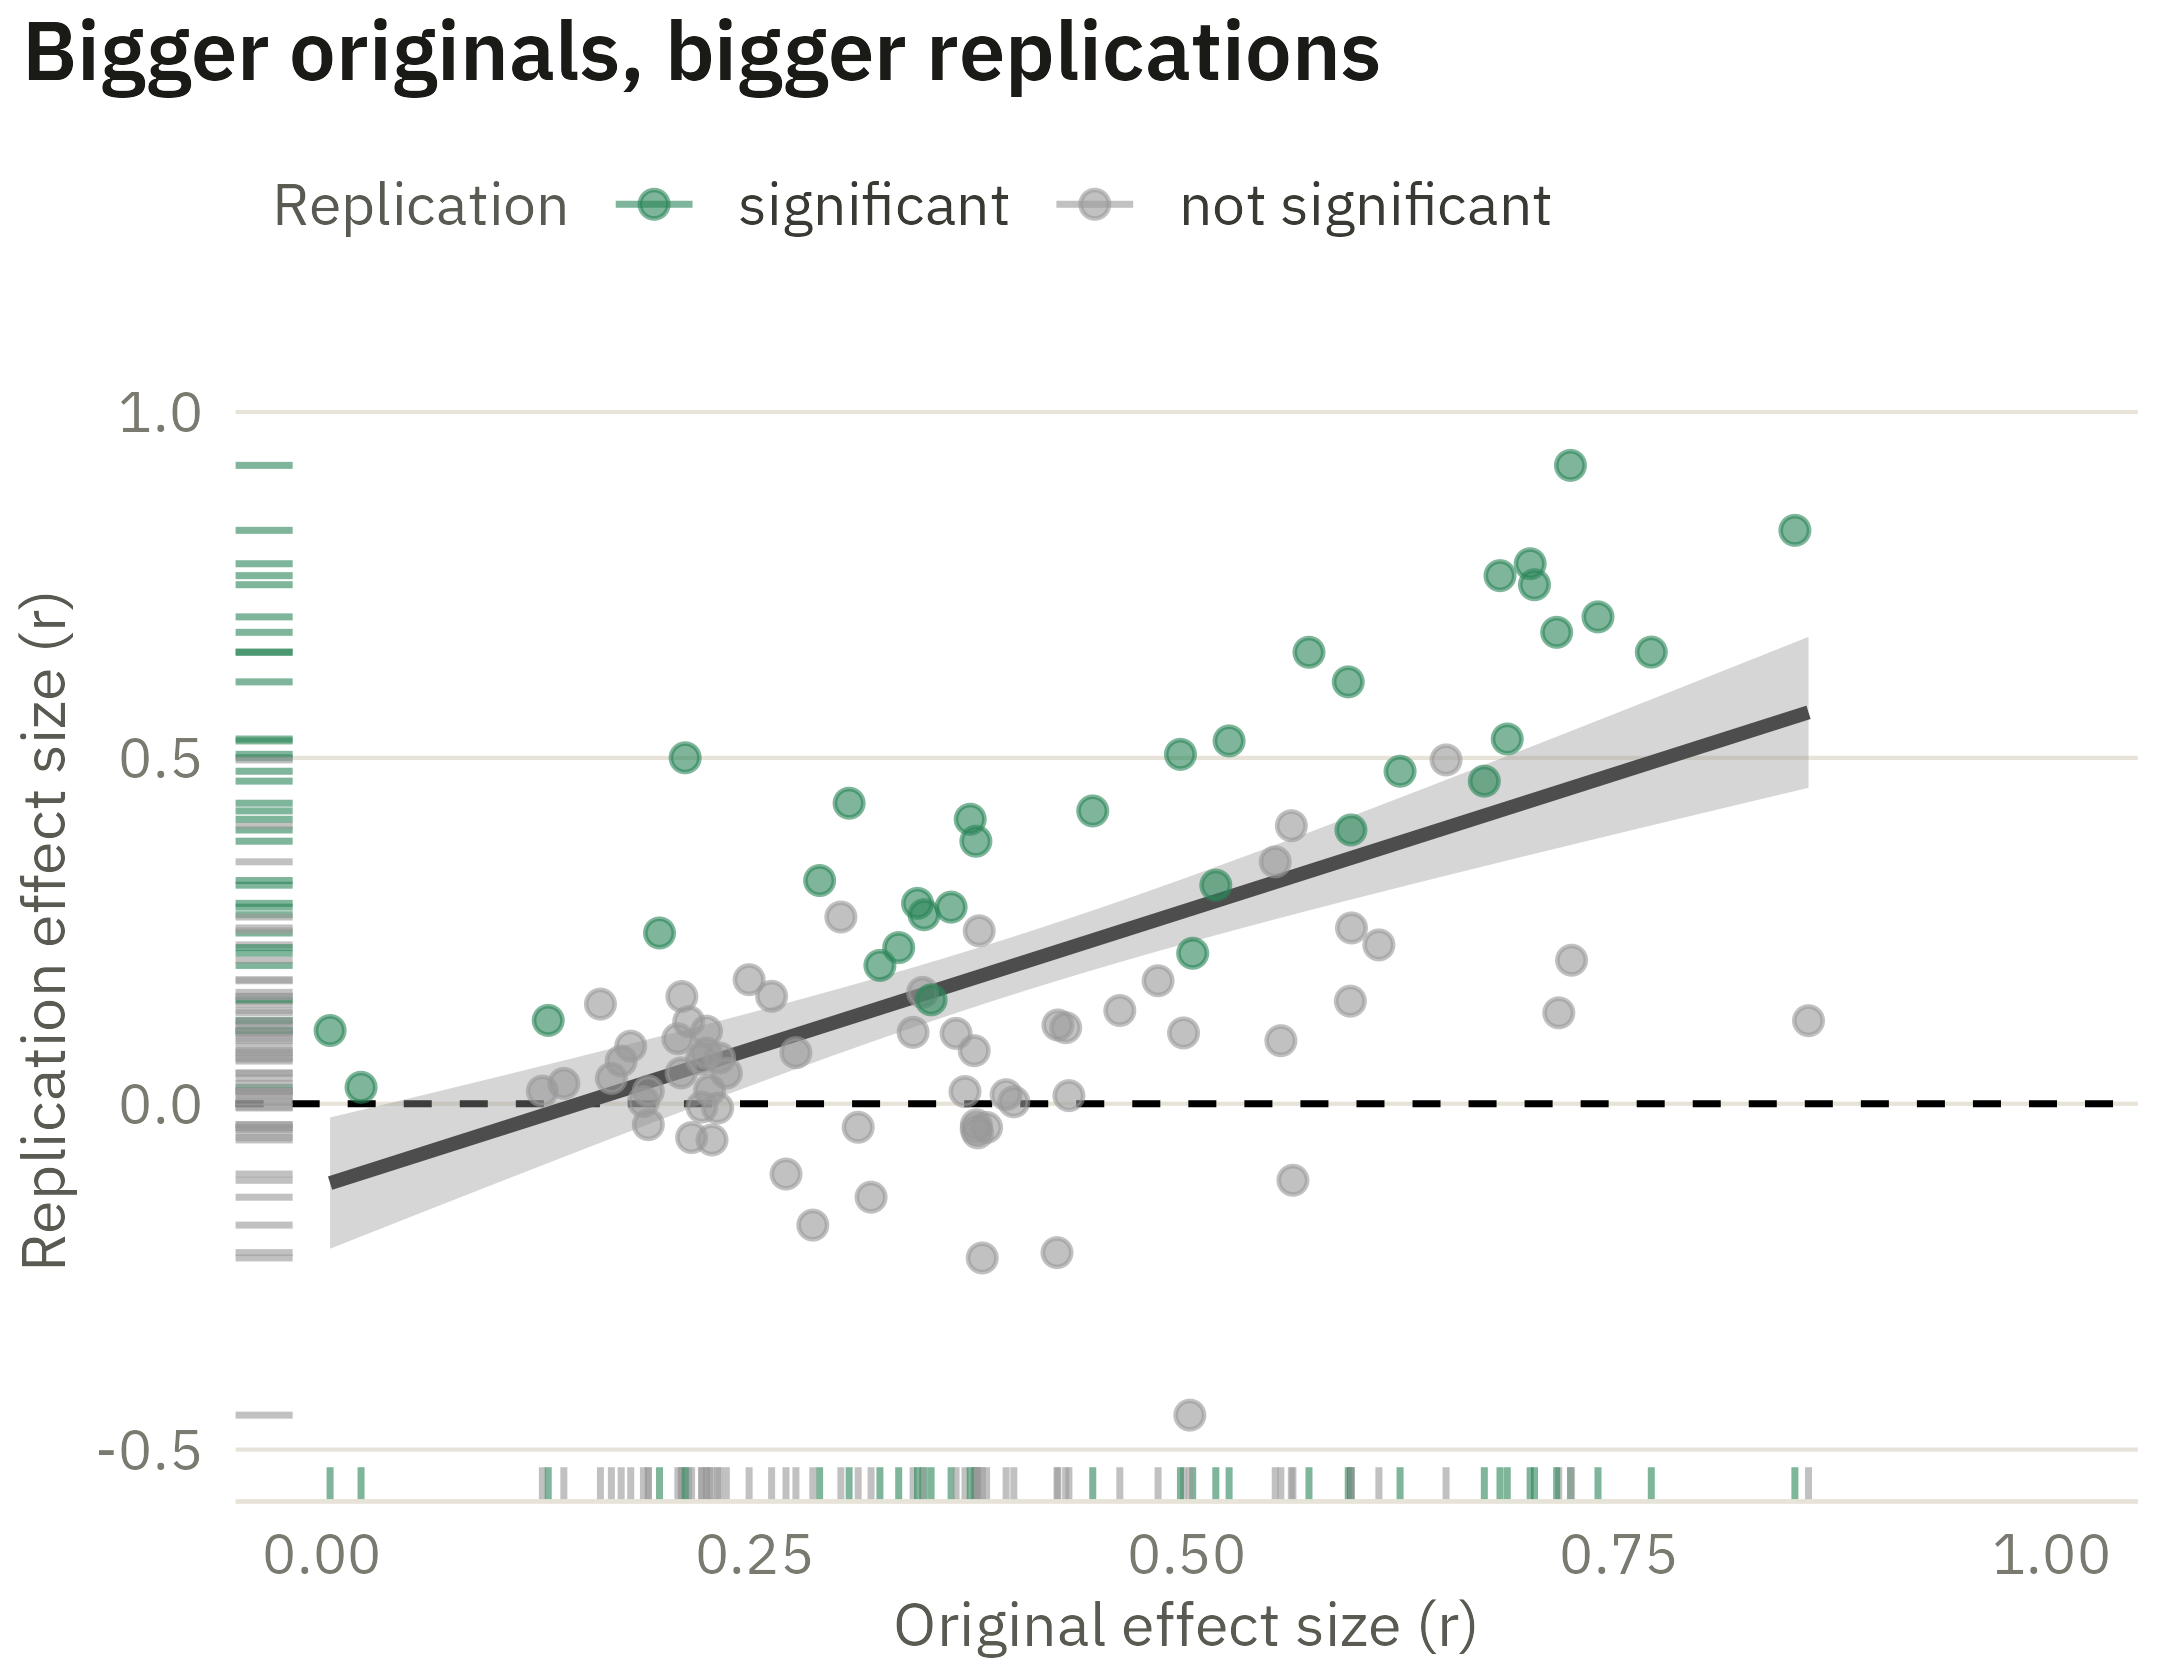 Bigger originals, bigger replications
Replication significant not significant
Replication effect size (r)
1.0
0.5
0.0
-0.5
0.00 0.25 0.50 0.75 1.00
Original effect size (r)